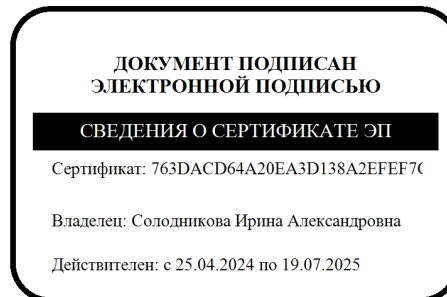 ДОКУМЕНТ ПОДПИСАН
ЭЛЕКТРОННОЙ ПОДПИСЬЮ
СВЕДЕНИЯ О СЕРТИФИКАТЕ ЭП
Сертификат: 763DACD64A20EA3D138A2EFEF7
Владелец: Солодникова Ирина Александровна
Действителен: с 25.04.2024 по 19.07.2025